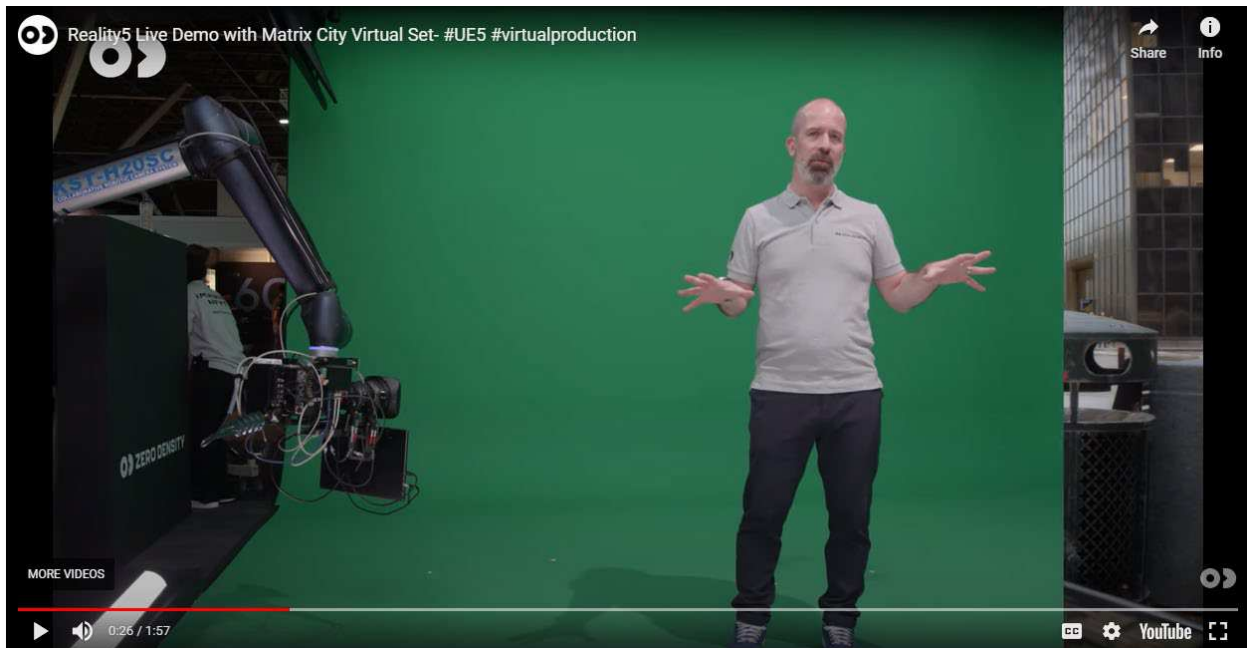 Reality5 Live Demo with Matrix City Virtual Set- #UE5 #virtualproduction
Share
Info
KST-H20SC
ZERO DENSITY
MORE VIDEOS
0:26 / 1:57
CC
YouTube